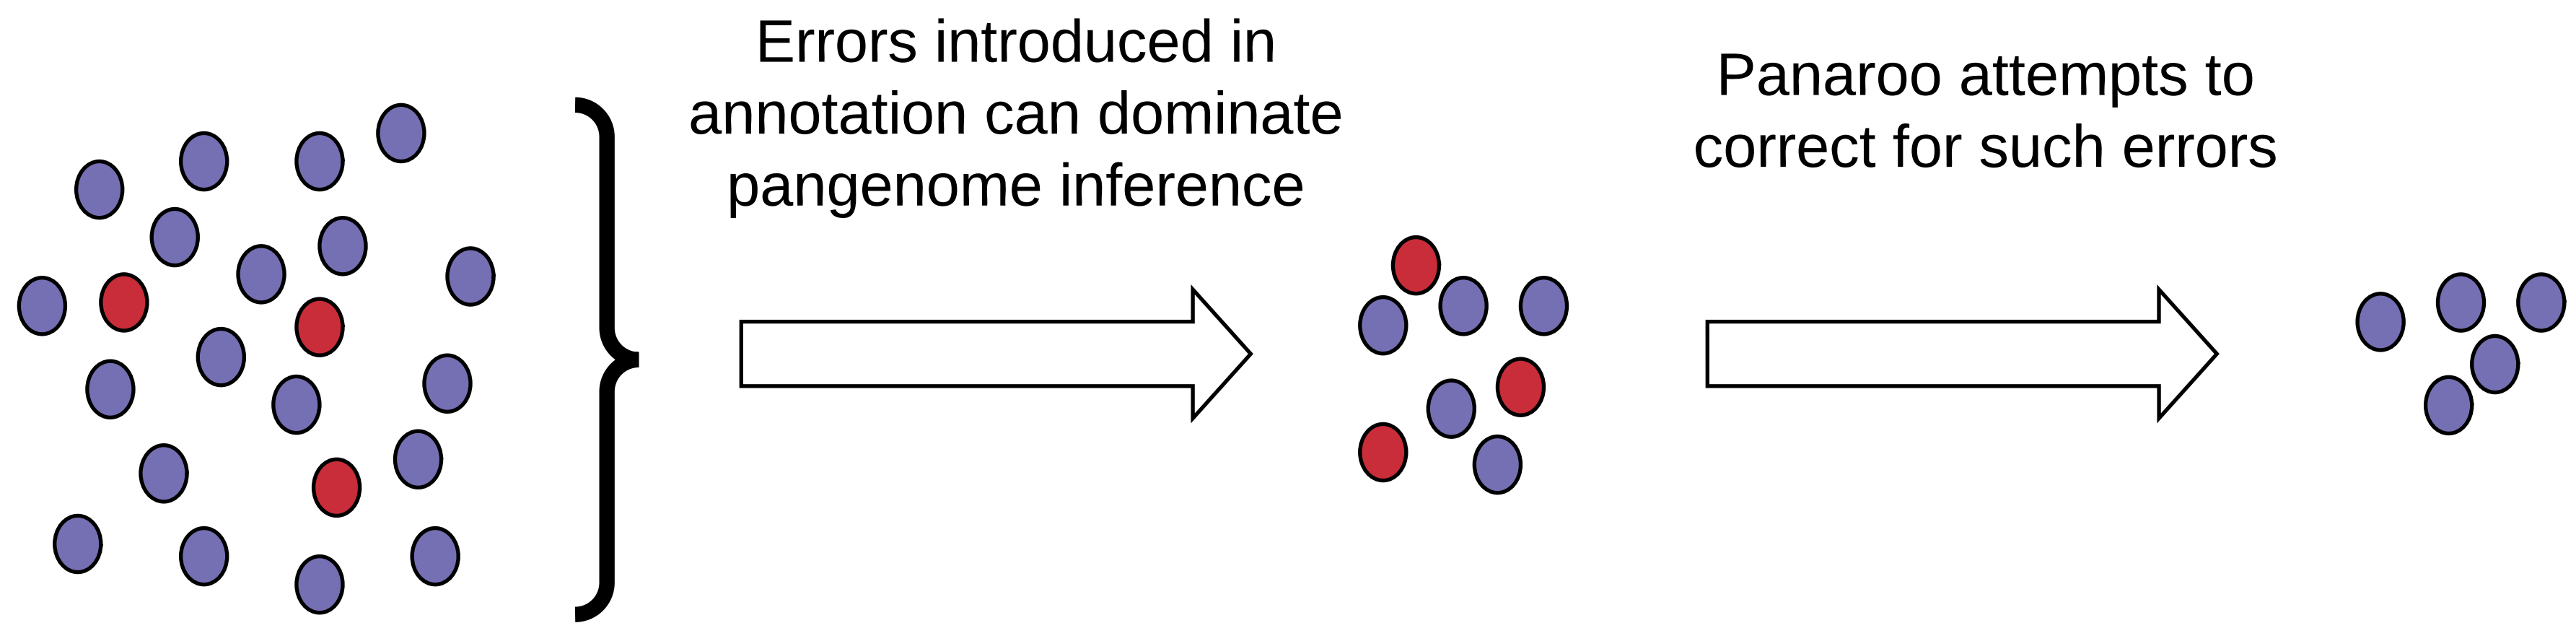 Errors introduced in
annotation can dominate
pangenome inference
Panaroo attempts to
correct for such errors